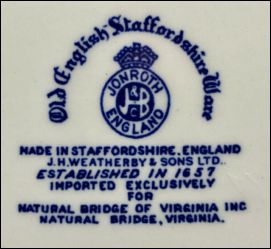 Old English Staffordshire Ware
JONROTH
J&B
Co
ENGLAND
MADE IN STAFFORDSHIRE, ENGLAND
J.H.WEATHERBY & SONS LTD.
ESTABLISHED IN 1657
IMPORTED EXCLUSIVELY
FOR
NATURAL BRIDGE OF VIRGINIA INC
NATURAL BRIDGE, VIRGINIA.